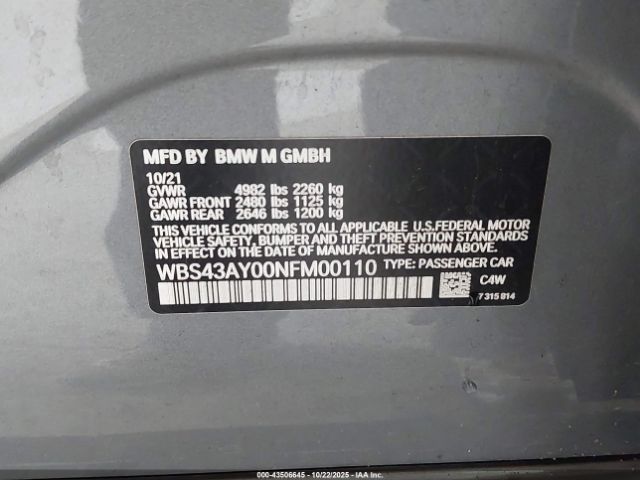 MFD BY BMW M GMBH
10/21
GVWR 4982 lbs 2260 kg
GAWR FRONT 2480 lbs 1125 kg
GAWR REAR 2646 lbs 1200 kg
THIS VEHICLE CONFORMS TO ALL APPLICABLE U.S.FEDERAL MOTOR
VEHICLE SAFETY, BUMPER, AND THEFT PREVENTION STANDARDS
IN EFFECT ON THE DATE OF MANUFACTURE SHOWN ABOVE.
WBS43AY00NFM00110 TYPE: PASSENGER CAR
C4W
7 315 814
000-43506645 - 10/22/2025 - IAA Inc.